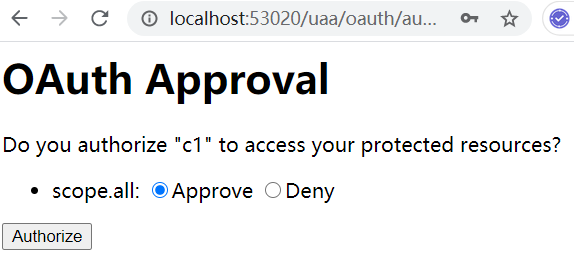 localhost:53020/uaa/oauth/au...
OAuth Approval
Do you authorize "c1" to access your protected resources?
• scope.all: Approve Deny
Authorize